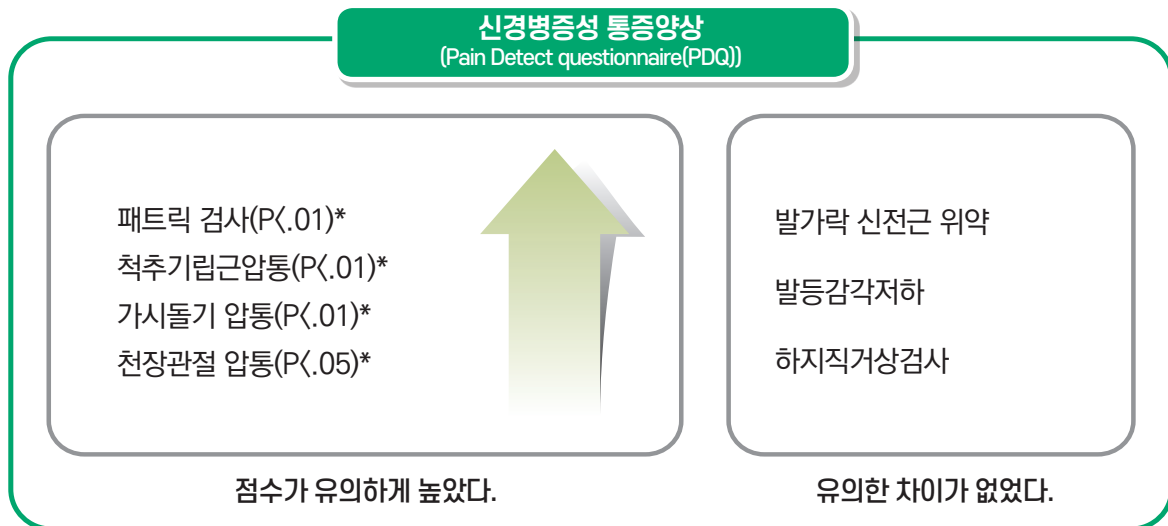 신경병증성 통증양상
(Pain Detect questionnaire(PDQ))
패트릭 검사(P<.01)*
척추기립근압통(P<.01)*
가시돌기 압통(P<.01)*
천장관절 압통(P<.05)*
점수가 유의하게 높았다.
발가락 신전근 위약
발등감각저하
하지직거상검사
유의한 차이가 없었다.